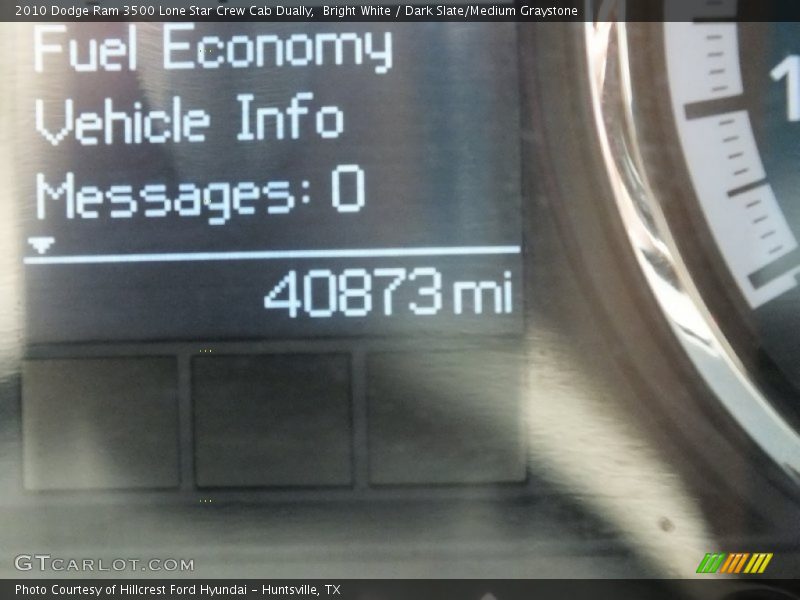 2010 Dodge Ram 3500 Lone Star Crew Cab Dually,  Bright White / Dark Slate/Medium Graystone
Fuel Economy
Vehicle Info
Messages: 0
40873 mi
1
GTCARLOT.COM
Photo Courtesy of Hillcrest Ford Hyundai - Huntsville, TX